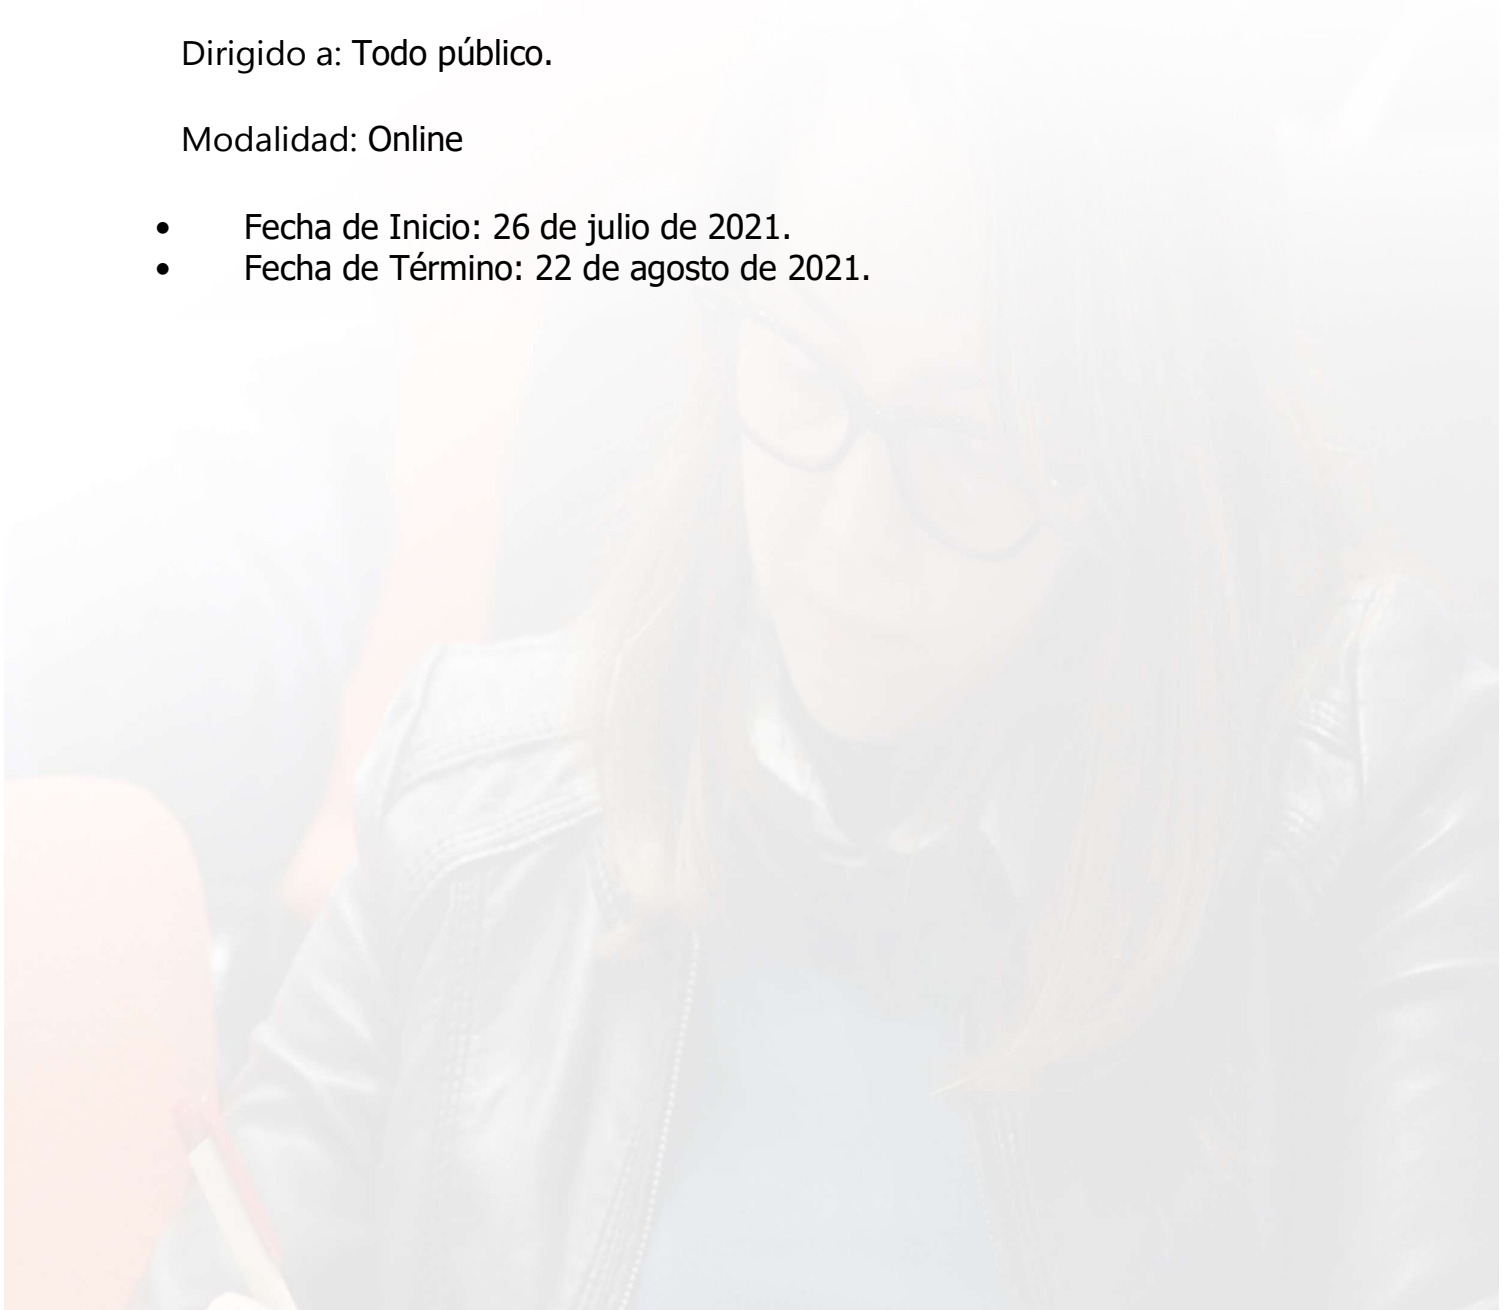 Dirigido a: Todo público.
Modalidad: Online
• Fecha de Inicio: 26 de julio de 2021.
• Fecha de Término: 22 de agosto de 2021.